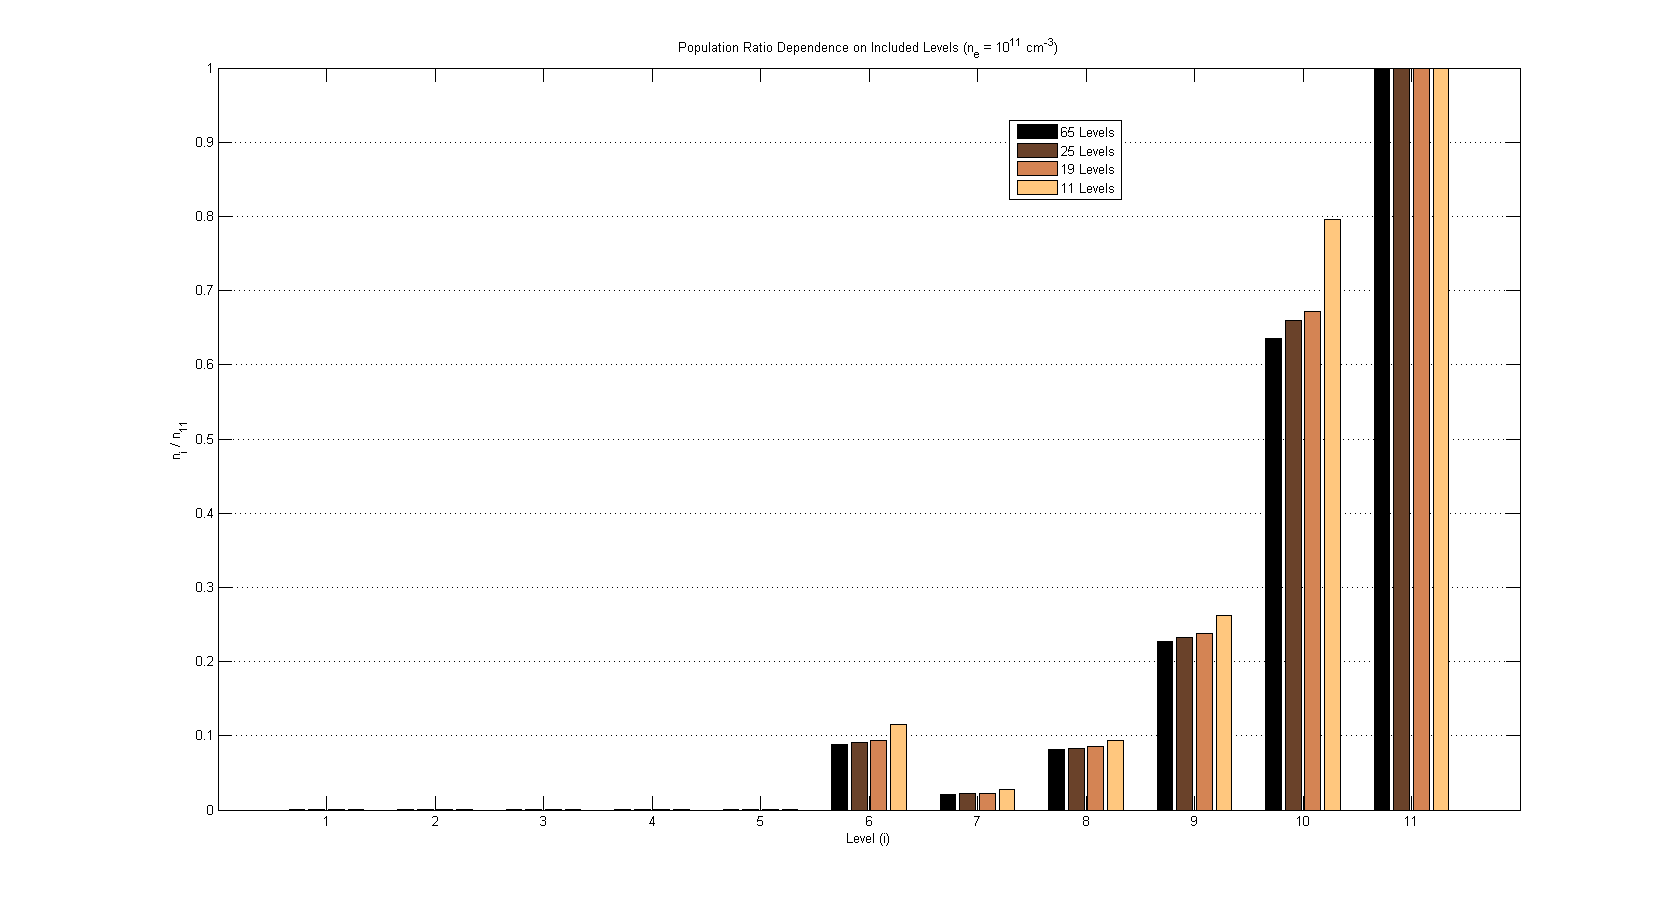 Population Ratio Dependence on Included Levels (nₑ = 10¹¹ cm⁻³)
1
0.9
0.8
0.7
0.6
0.5
0.4
0.3
0.2
0.1
0
nᵢ / n₁₁
65 Levels
25 Levels
19 Levels
11 Levels
1 2 3 4 5 6 7 8 9 10 11
Level (i)